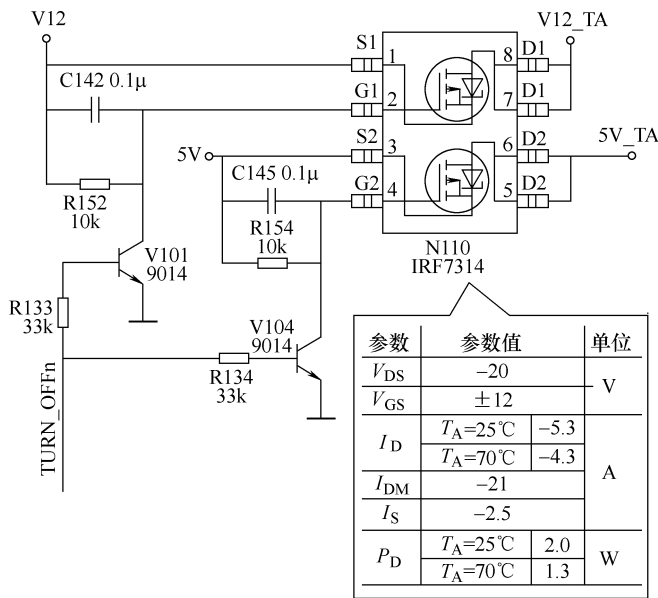 V12
V12_TA
S1
1
8
D1
C142 0.1μ
G1
2
7
D1
S2
3
6
D2
5V_TA
5V
C145 0.1μ
G2
4
5
D2
R152
10k
R154
10k
N110
IRF7314
V101
9014
R133
33k
V104
9014
R134
33k
TURN_OFFn
参数 参数值 单位
VDS −20 V
VGS ±12
ID TA=25℃ −5.3 A
TA=70℃ −4.3
IDM −21
IS −2.5
PD TA=25℃ 2.0 W
TA=70℃ 1.3